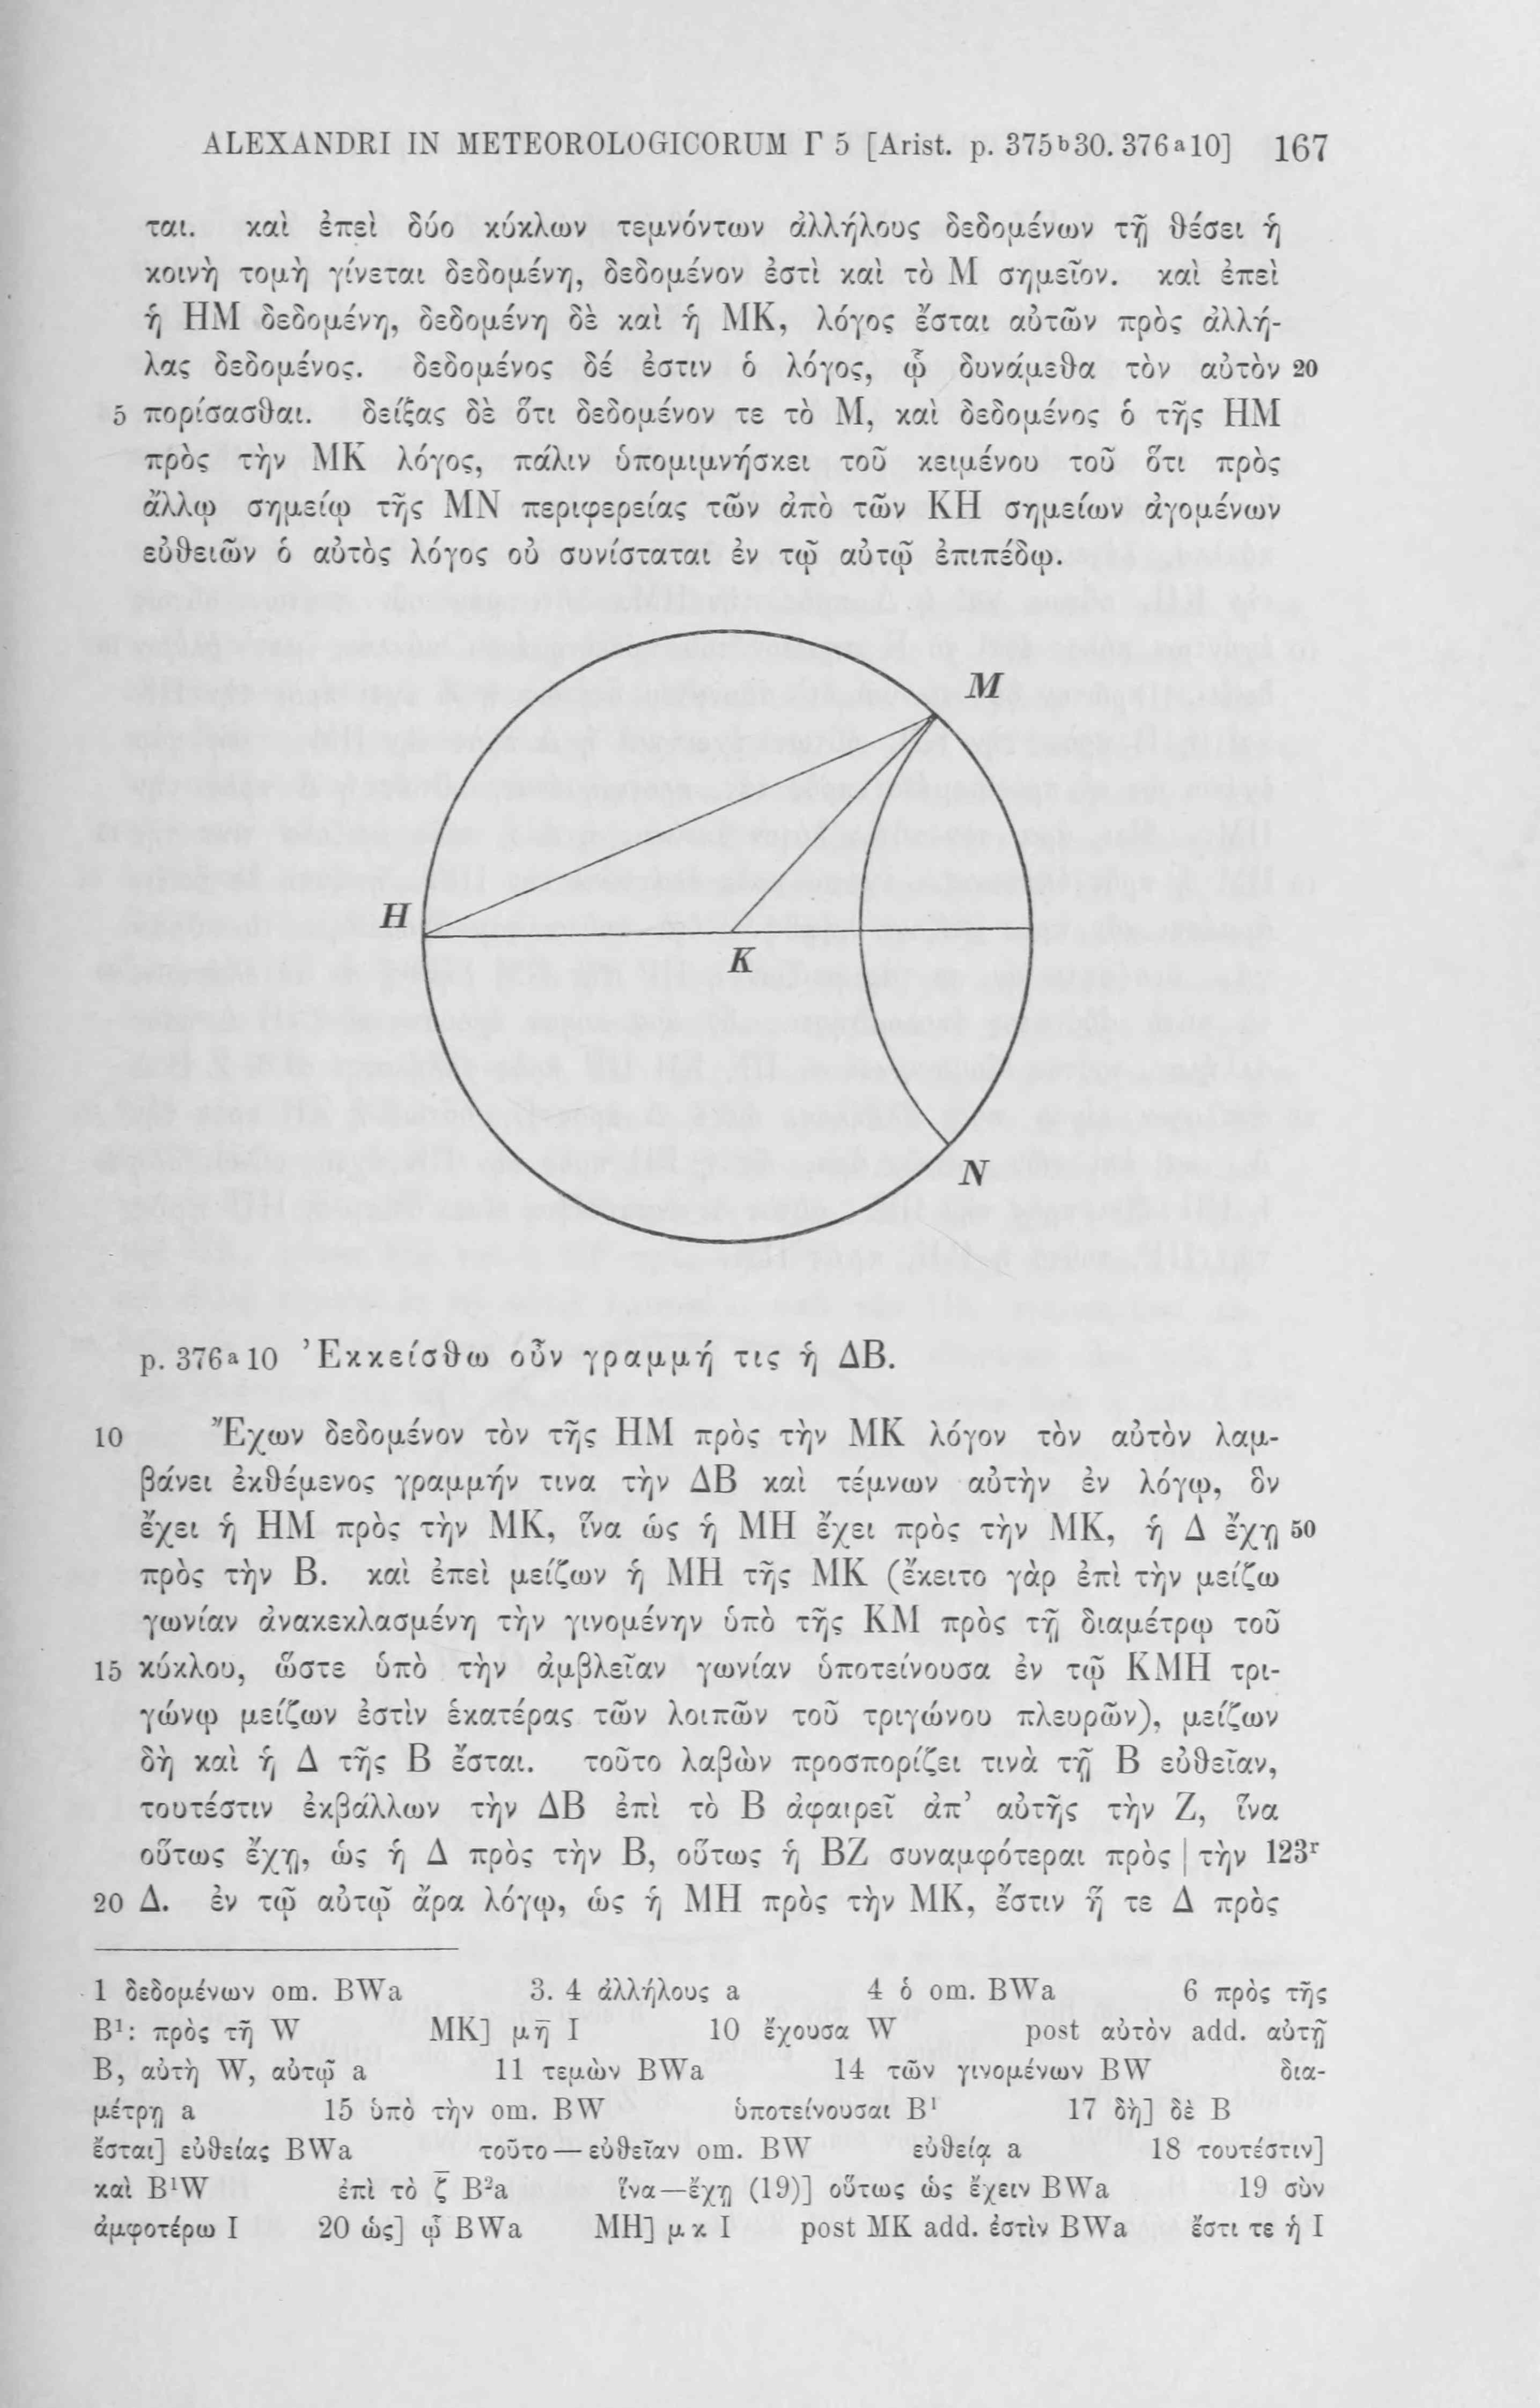 ALEXANDRI IN METEOROLOGICORUM Γ 5 [Arist. p. 375b30. 376a10] 167
ται. καὶ ἐπεὶ δύο κύκλων τεμνόντων ἀλλήλους δεδομένων τῇ θέσει ἡ
κοινὴ τομὴ γίνεται δεδομένη, δεδομένον ἐστὶ καὶ τὸ Μ σημεῖον. καὶ ἐπεὶ
ἡ ΗΜ δεδομένη, δεδομένη δὲ καὶ ἡ ΜΚ, λόγος ἔσται αὐτῶν πρὸς ἀλλή-
λας δεδομένος. δεδομένος δέ ἐστιν ὁ λόγος, ᾧ δυνάμεθα τὸν αὐτὸν 20
5 πορίσασθαι. δείξας δὲ ὅτι δεδομένον τε τὸ Μ, καὶ δεδομένος ὁ τῆς ΗΜ
πρὸς τὴν ΜΚ λόγος, πάλιν ὑπομιμνήσκει τοῦ κειμένου τοῦ ὅτι πρὸς
ἄλλῳ σημείῳ τῆς ΜΝ περιφερείας τῶν ἀπὸ τῶν ΚΗ σημείων ἀγομένων
εὐθειῶν ὁ αὐτὸς λόγος οὐ συνίσταται ἐν τῷ αὐτῷ ἐπιπέδῳ.
M
H
K
N
p. 376a10 Ἐκκείσθω οὖν γραμμή τις ἡ ΔΒ.
10 Ἔχων δεδομένον τὸν τῆς ΗΜ πρὸς τὴν ΜΚ λόγον τὸν αὐτὸν λαμ-
βάνει ἐκθέμενος γραμμήν τινα τὴν ΔΒ καὶ τέμνων αὐτὴν ἐν λόγῳ, ὃν
ἔχει ἡ ΗΜ πρὸς τὴν ΜΚ, ἵνα ὡς ἡ ΜΗ ἔχει πρὸς τὴν ΜΚ, ἡ Δ ἔχῃ 50
πρὸς τὴν Β. καὶ ἐπεὶ μείζων ἡ ΜΗ τῆς ΜΚ (ἔκειτο γὰρ ἐπὶ τὴν μείζω
γωνίαν ἀνακεκλασμένη τὴν γινομένην ὑπὸ τῆς ΚΜ πρὸς τῇ διαμέτρῳ τοῦ
15 κύκλου, ὥστε ὑπὸ τὴν ἀμβλεῖαν γωνίαν ὑποτείνουσα ἐν τῷ ΚΜΗ τρι-
γώνῳ μείζων ἐστὶν ἑκατέρας τῶν λοιπῶν τοῦ τριγώνου πλευρῶν), μείζων
δὴ καὶ ἡ Δ τῆς Β ἔσται. τοῦτο λαβὼν προσπορίζει τινὰ τῇ Β εὐθεῖαν,
τουτέστιν ἐκβάλλων τὴν ΔΒ ἐπὶ τὸ Β ἀφαιρεῖ ἀπ’ αὐτῆς τὴν Ζ, ἵνα
οὕτως ἔχῃ, ὡς ἡ Δ πρὸς τὴν Β, οὕτως ἡ ΒΖ συναμφότεραι πρὸς | τὴν 123r
20 Δ. ἐν τῷ αὐτῷ ἄρα λόγῳ, ὡς ἡ ΜΗ πρὸς τὴν ΜΚ, ἔστιν ἥ τε Δ πρὸς
1 δεδομένων om. BWa 3. 4 ἀλλήλους a 4 ὁ om. BWa 6 πρὸς τῆς
B¹: πρὸς τῇ W ΜΚ] μη̄ I 10 ἔχουσα W post αὐτὸν add. αὐτῇ
B, αὐτὴ W, αὐτῷ a 11 τεμὼν BWa 14 τῶν γινομένων BW δια-
μέτρῃ a 15 ὑπὸ τὴν om. BW ὑποτείνουσαι B¹ 17 δὴ] δὲ B
ἔσται] εὐθείας BWa τοῦτο — εὐθεῖαν om. BW εὐθείᾳ a 18 τουτέστιν]
καὶ B¹W ἐπὶ τὸ ζ̄ B²a ἵνα—ἔχῃ (19)] οὕτως ὡς ἔχειν BWa 19 σὺν
ἀμφοτέρω I 20 ὡς] ᾧ BWa ΜΗ] μ κ I post ΜΚ add. ἐστὶν BWa ἔστι τε ἡ I